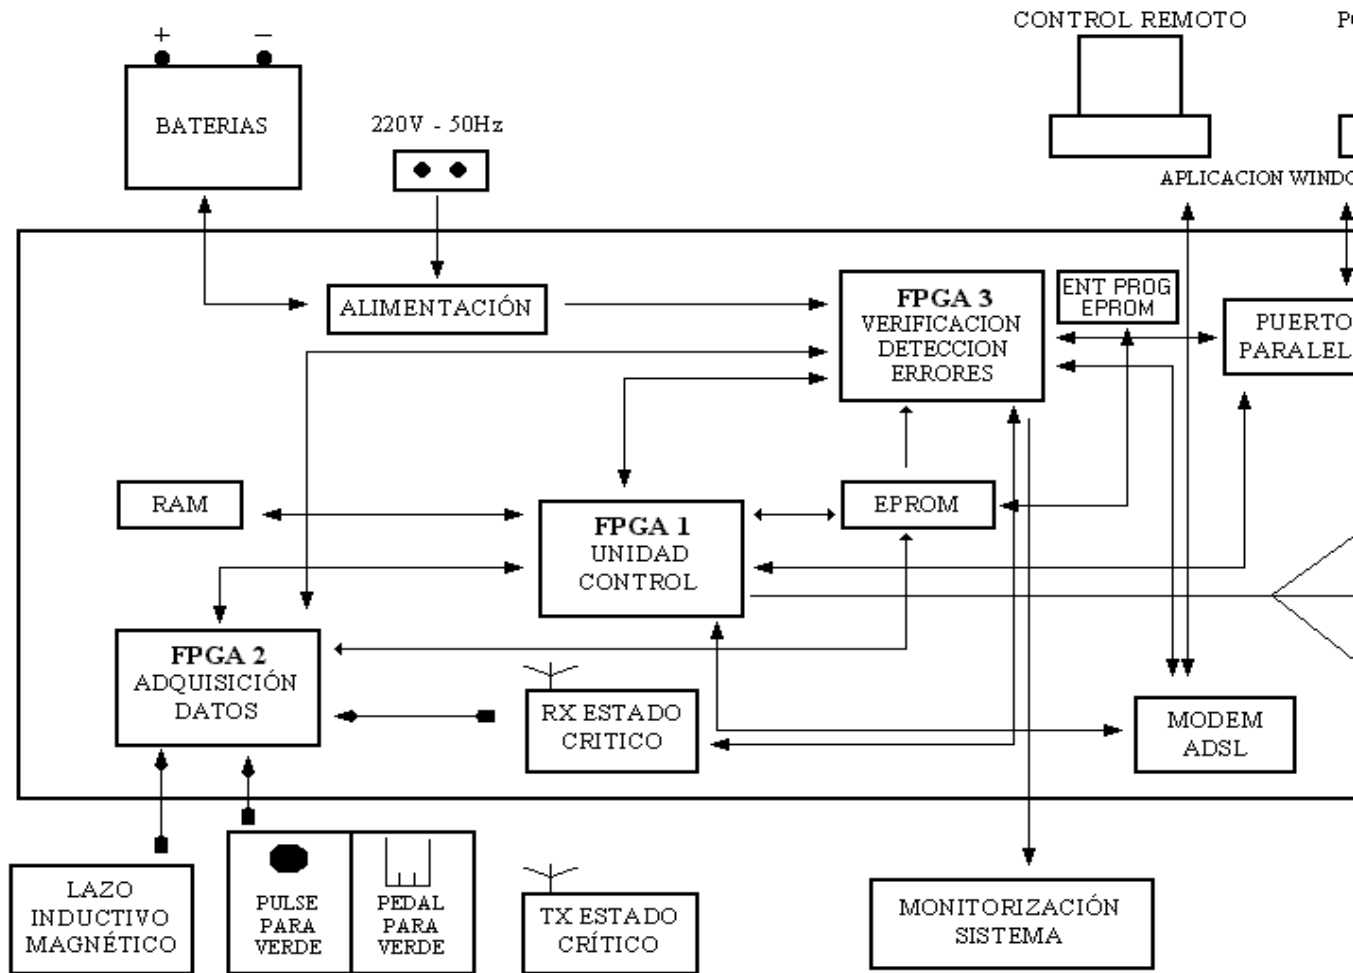 CONTROL REMOTO
+ −
BATERIAS
220V - 50Hz
APLICACION
ALIMENTACIÓN
FPGA 3
VERIFICACION
DETECCION
ERRORES
ENT PROG
EPROM
PUERTO
RAM
FPGA 1
UNIDAD
CONTROL
EPROM
FPGA 2
ADQUISICIÓN
DATOS
RX ESTADO
CRITICO
MODEM
ADSL
LAZO
INDUCTIVO
MAGNÉTICO
PULSE
PARA
VERDE
PEDAL
PARA
VERDE
TX ESTADO
CRÍTICO
MONITORIZACIÓN
SISTEMA